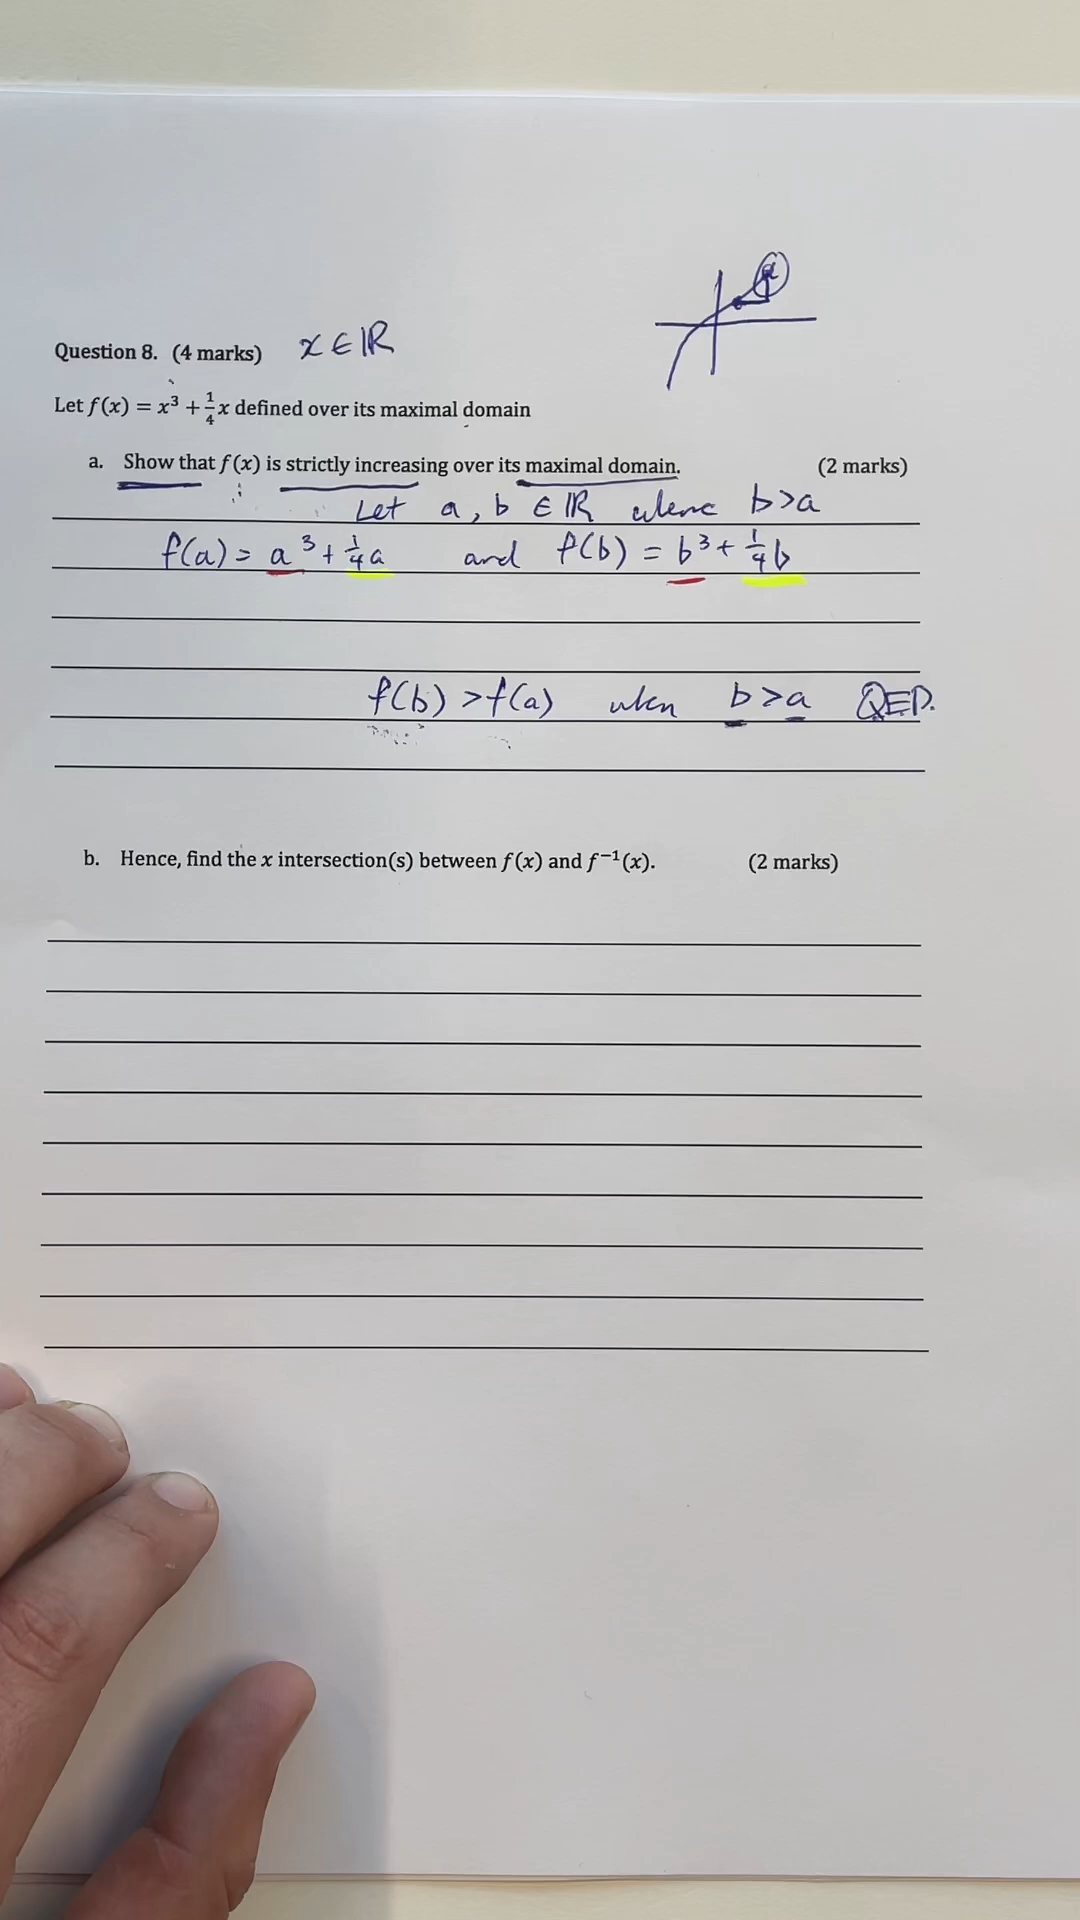 Question 8. (4 marks) x ∈ ℝ
Let f(x) = x³ + ¼x defined over its maximal domain
a. Show that f(x) is strictly increasing over its maximal domain. (2 marks)
Let a, b ∈ ℝ where b>a
f(a) = a³ + ¼a and f(b) = b³ + ¼b
f(b) > f(a) when b>a QED.
b. Hence, find the x intersection(s) between f(x) and f⁻¹(x). (2 marks)